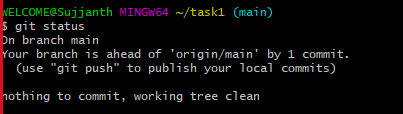 WELCOME@Sujjanth MINGW64 ~/task1 (main)
$ git status
On branch main
Your branch is ahead of 'origin/main' by 1 commit.
  (use "git push" to publish your local commits)

nothing to commit, working tree clean